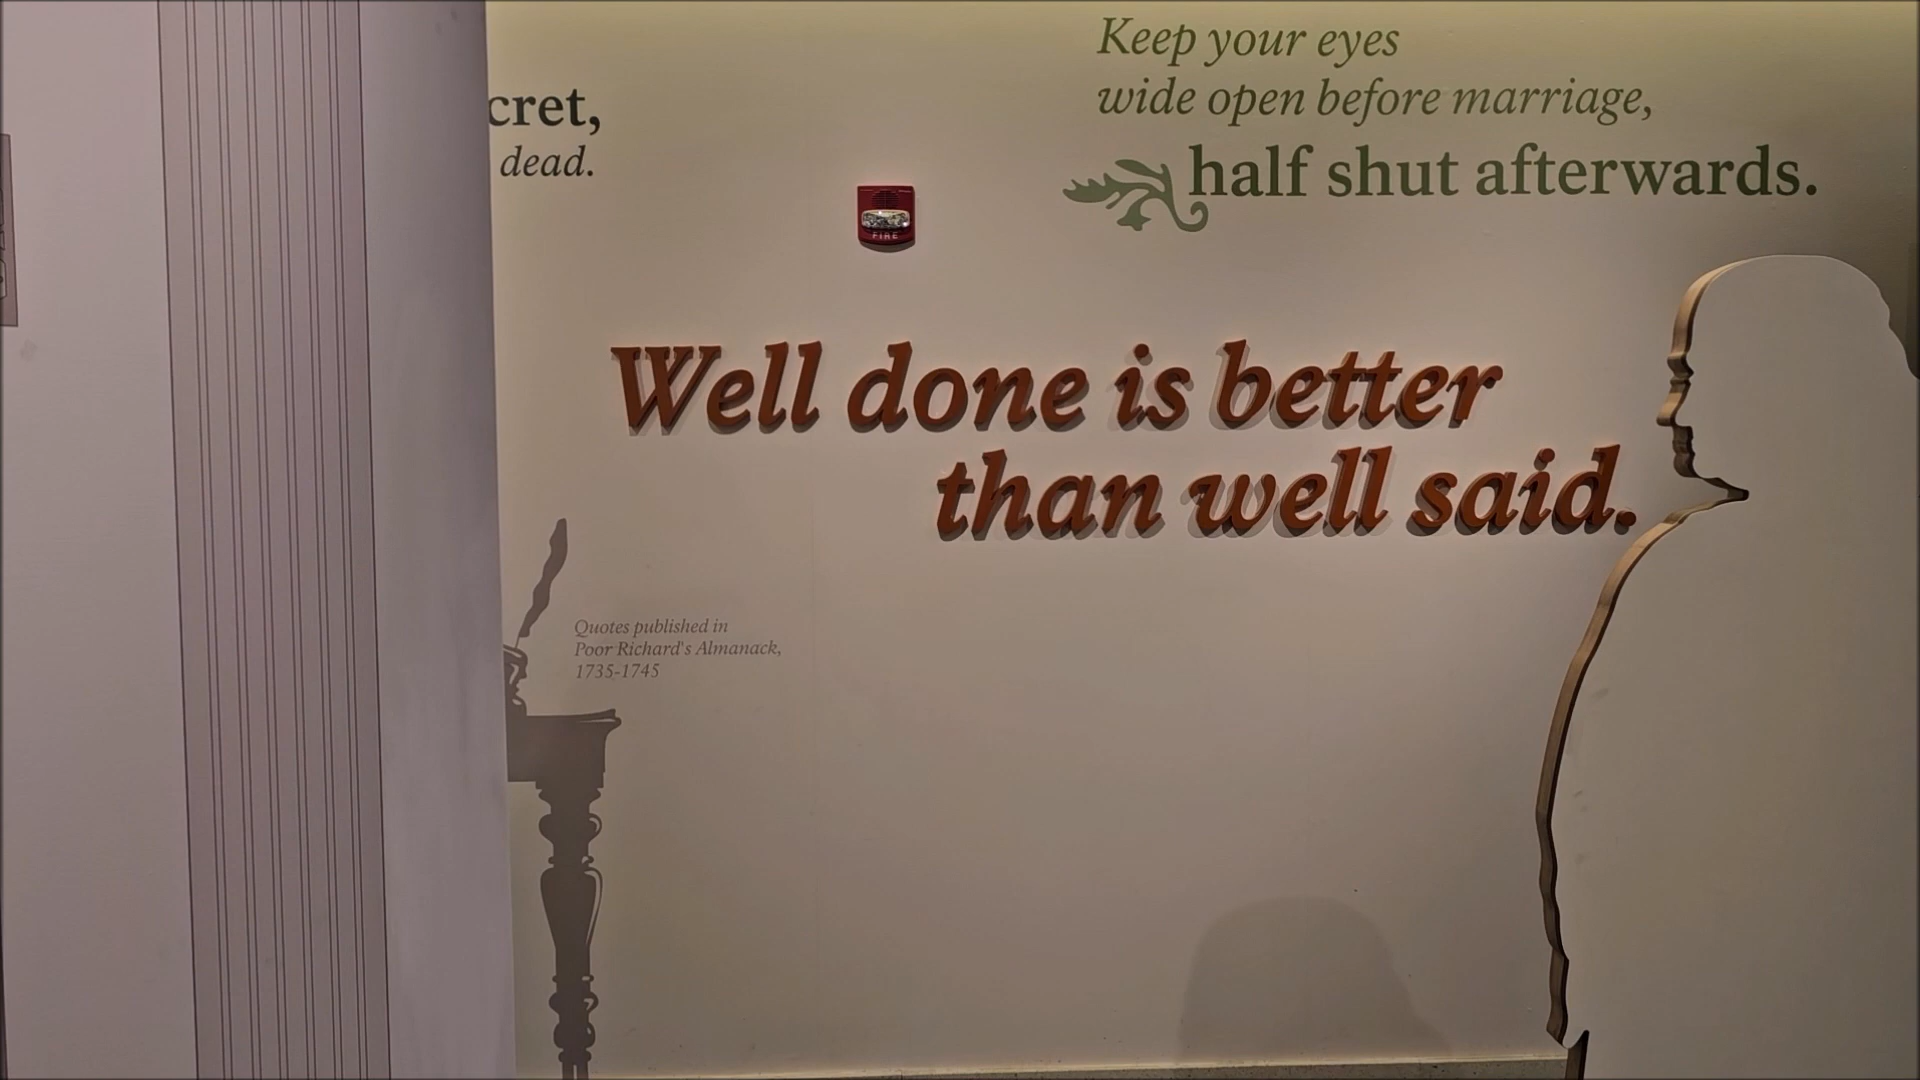 cret,
dead.
Keep your eyes
wide open before marriage,
half shut afterwards.
FIRE
Well done is better
than well said.
Quotes published in
Poor Richard's Almanack,
1735-1745